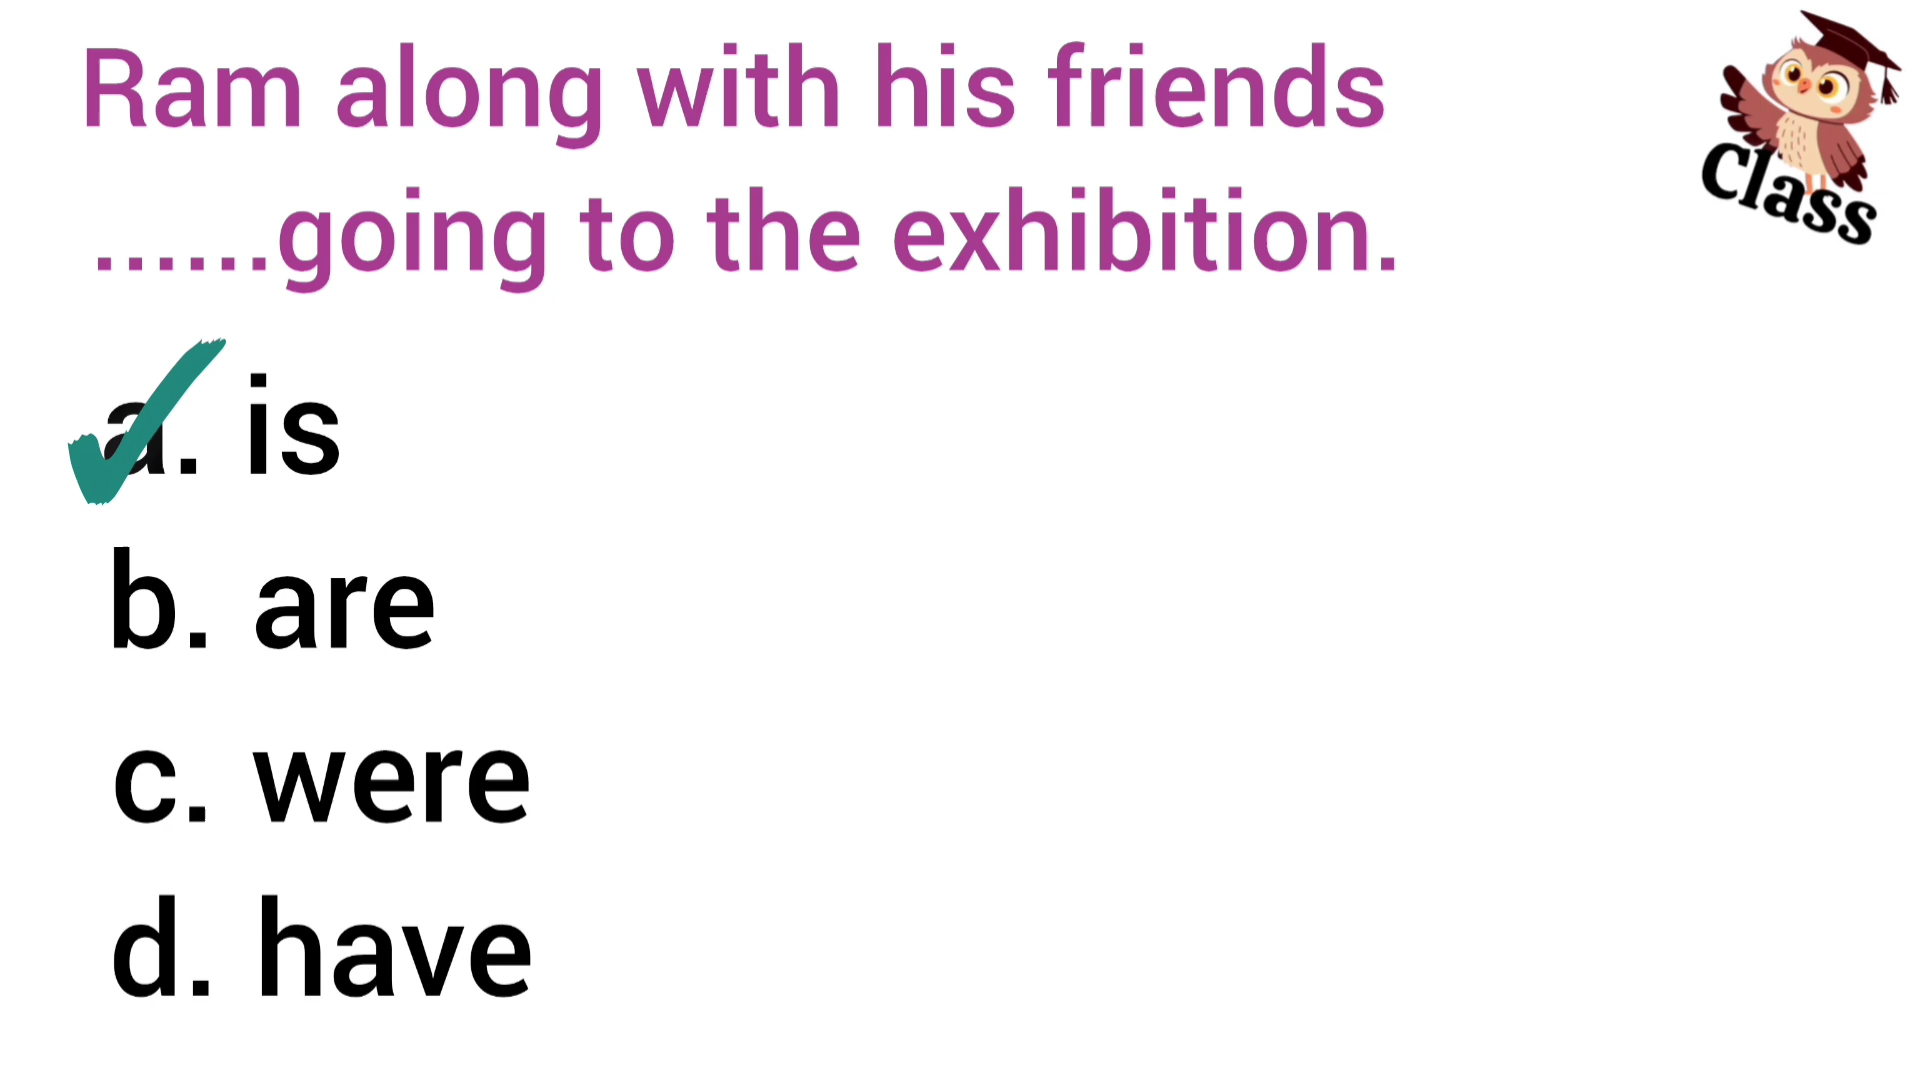 Ram along with his friends
......going to the exhibition.
Class
a. is
b. are
c. were
d. have